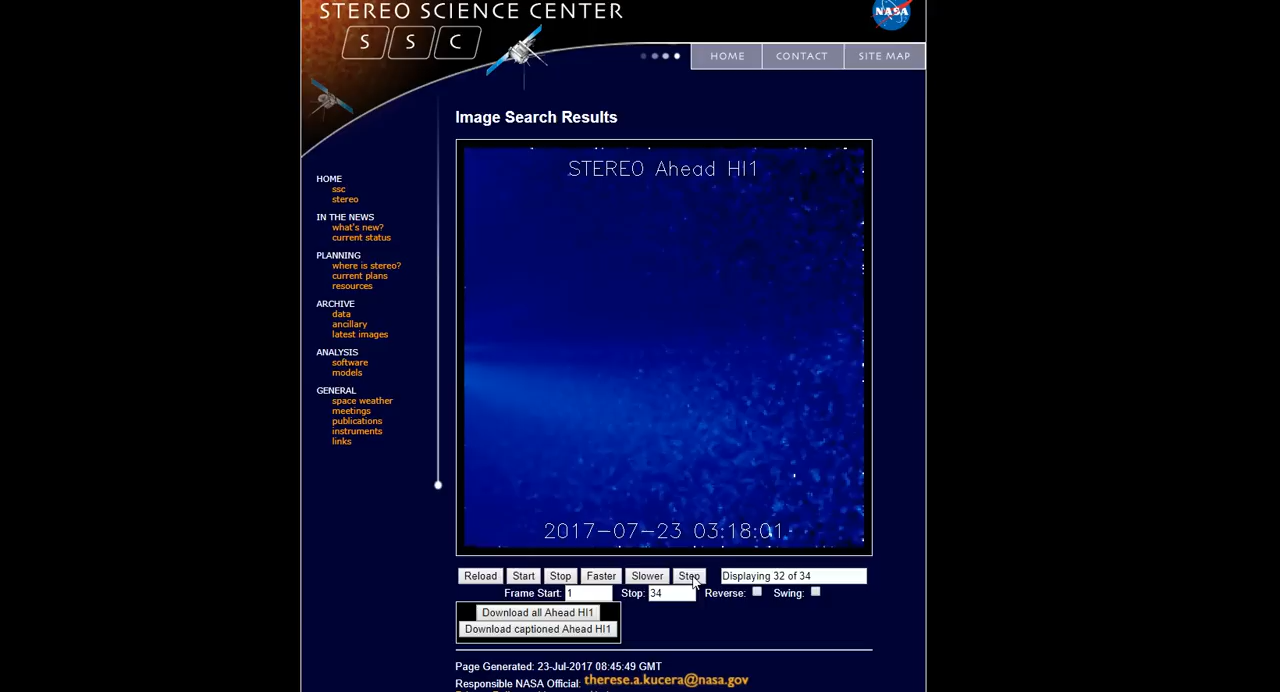 STEREO SCIENCE CENTER
NASA
S S C
HOME CONTACT SITE MAP
Image Search Results
STEREO Ahead HI1
HOME
ssc
stereo
IN THE NEWS
what's new?
current status
PLANNING
where is stereo?
current plans
resources
ARCHIVE
data
ancillary
latest images
ANALYSIS
software
models
GENERAL
space weather
meetings
publications
instruments
links
2017-07-23 03:18:01
Reload Start Stop Faster Slower Step Displaying 32 of 34
Frame Start: 1 Stop: 34 Reverse: Swing:
Download all Ahead HI1
Download captioned Ahead HI1
Page Generated: 23-Jul-2017 08:45:49 GMT
Responsible NASA Official: therese.a.kucera@nasa.gov